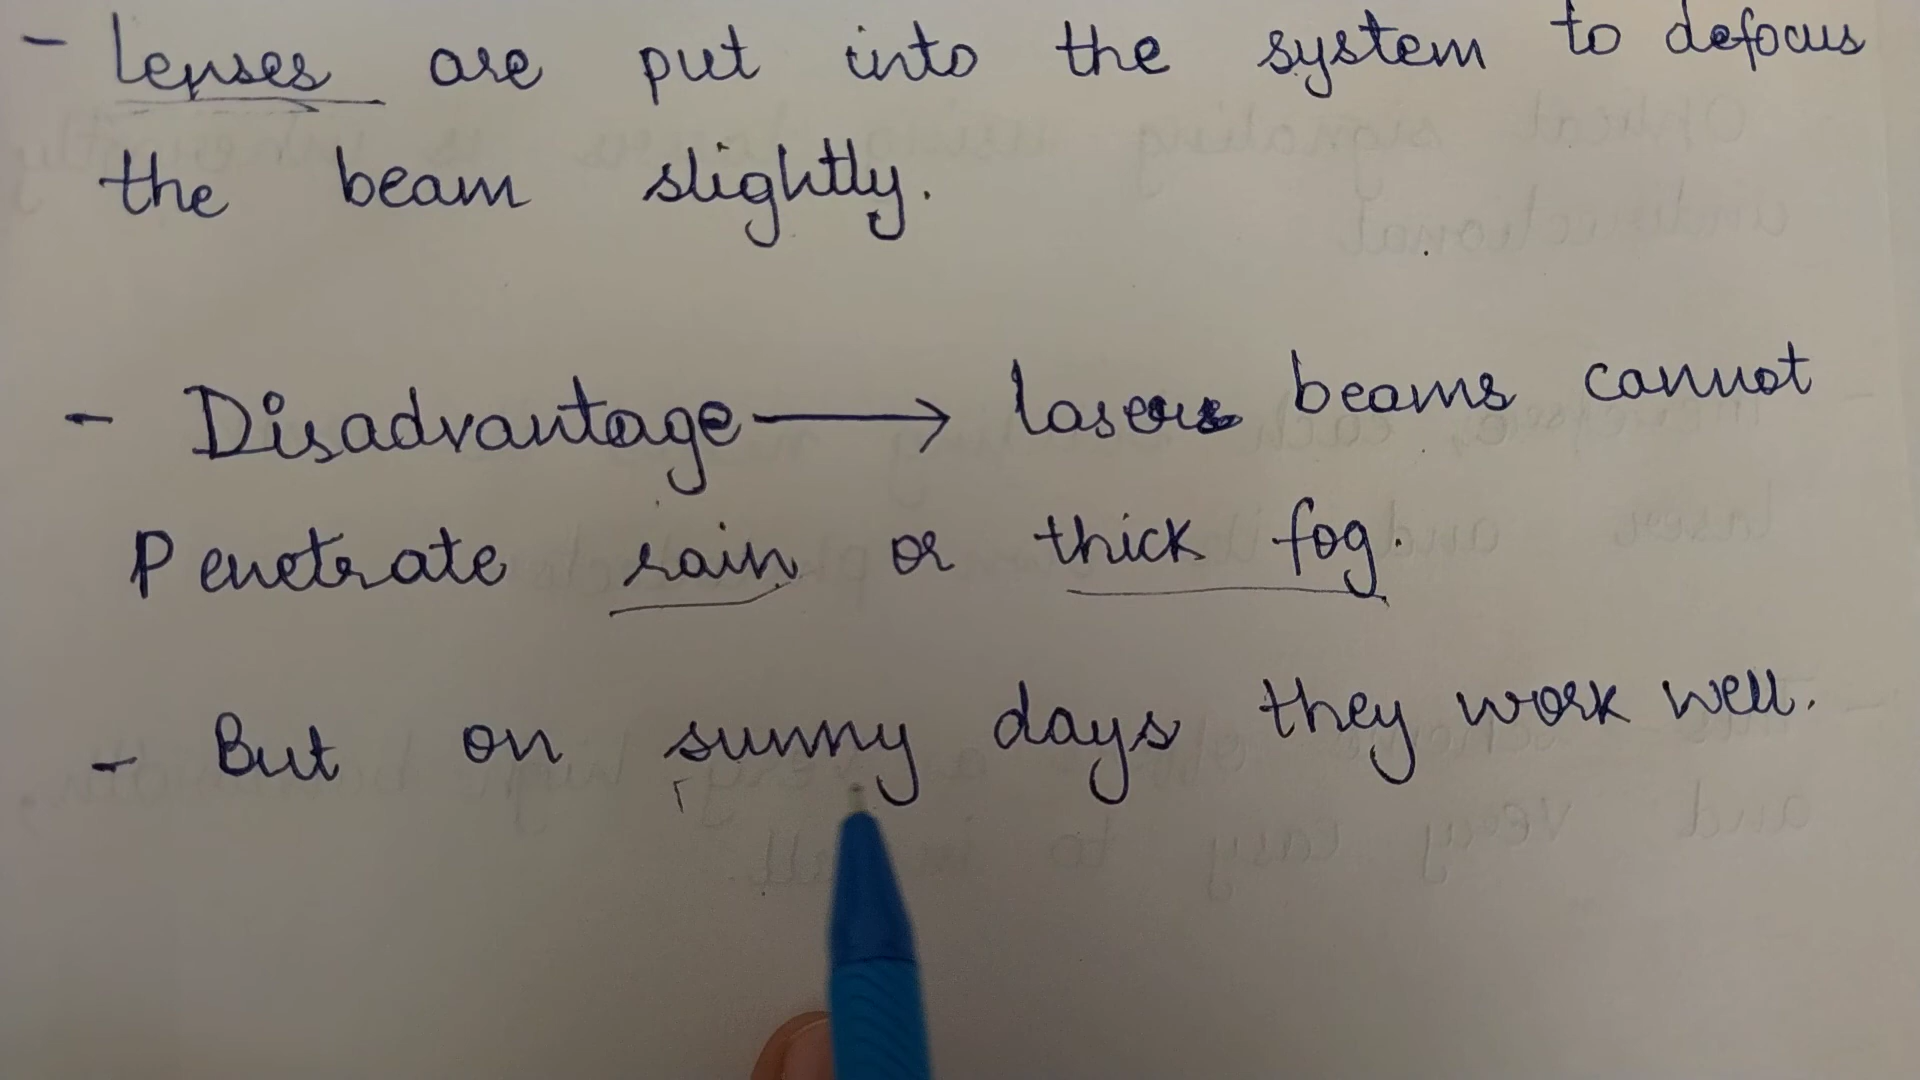 - Lenses are put into the system to defocus
the beam slightly.
- Disadvantage → lasers beams cannot
Penetrate rain or thick fog.
- But on sunny days they work well.